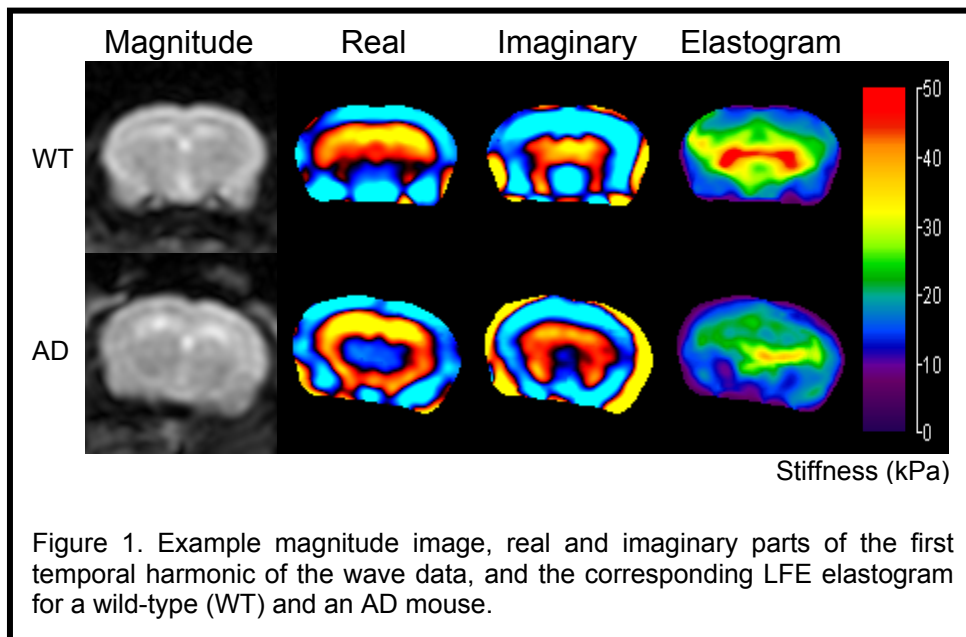 Magnitude Real Imaginary Elastogram
WT
AD
50
40
30
20
10
0
Stiffness (kPa)
Figure 1. Example magnitude image, real and imaginary parts of the first
temporal harmonic of the wave data, and the corresponding LFE elastogram
for a wild-type (WT) and an AD mouse.